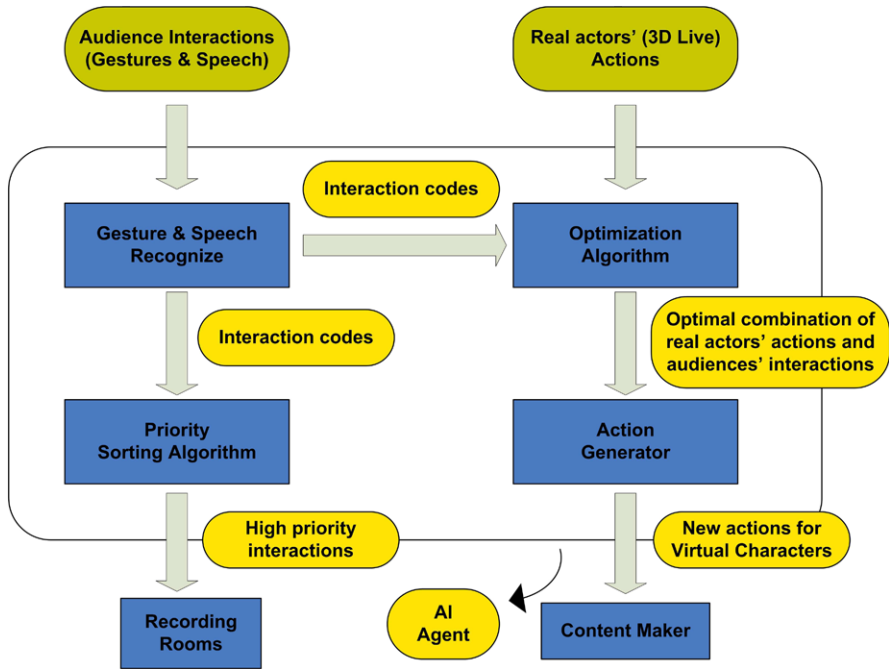 Audience Interactions
(Gestures & Speech)
Real actors' (3D Live)
Actions
Interaction codes
Gesture & Speech
Recognize
Optimization
Algorithm
Interaction codes
Optimal combination of
real actors' actions and
audiences' interactions
Priority
Sorting Algorithm
Action
Generator
High priority
interactions
New actions for
Virtual Characters
Recording
Rooms
AI
Agent
Content Maker